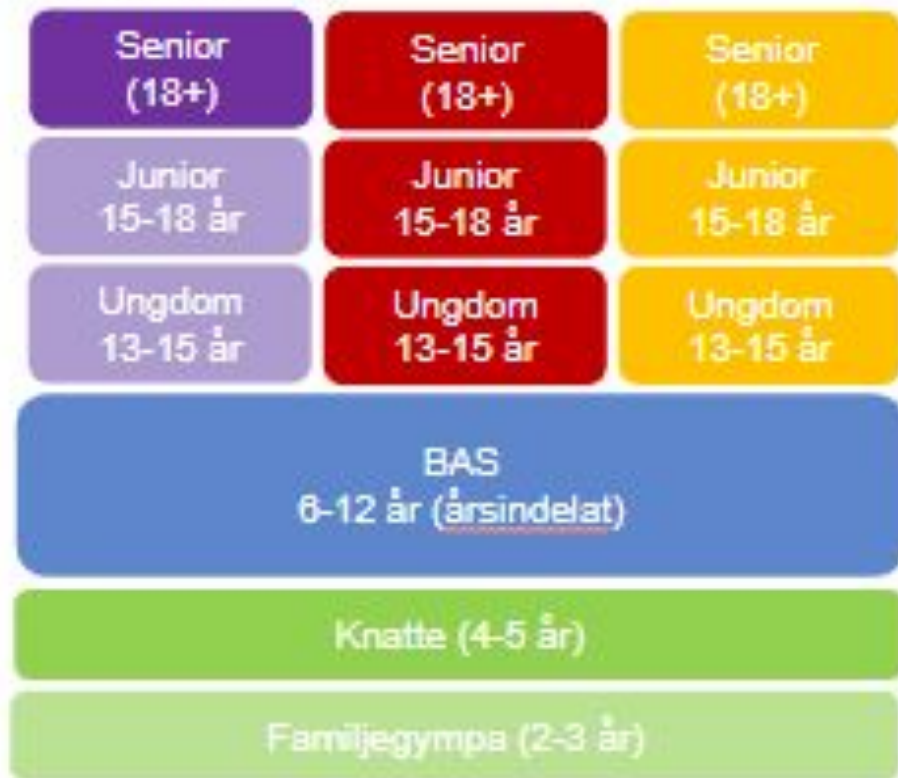 Senior
(18+)
Senior
(18+)
Senior
(18+)
Junior
15-18 år
Junior
15-18 år
Junior
15-18 år
Ungdom
13-15 år
Ungdom
13-15 år
Ungdom
13-15 år
BAS
6-12 år (årsindelat)
Knatte (4-5 år)
Familjegympa (2-3 år)